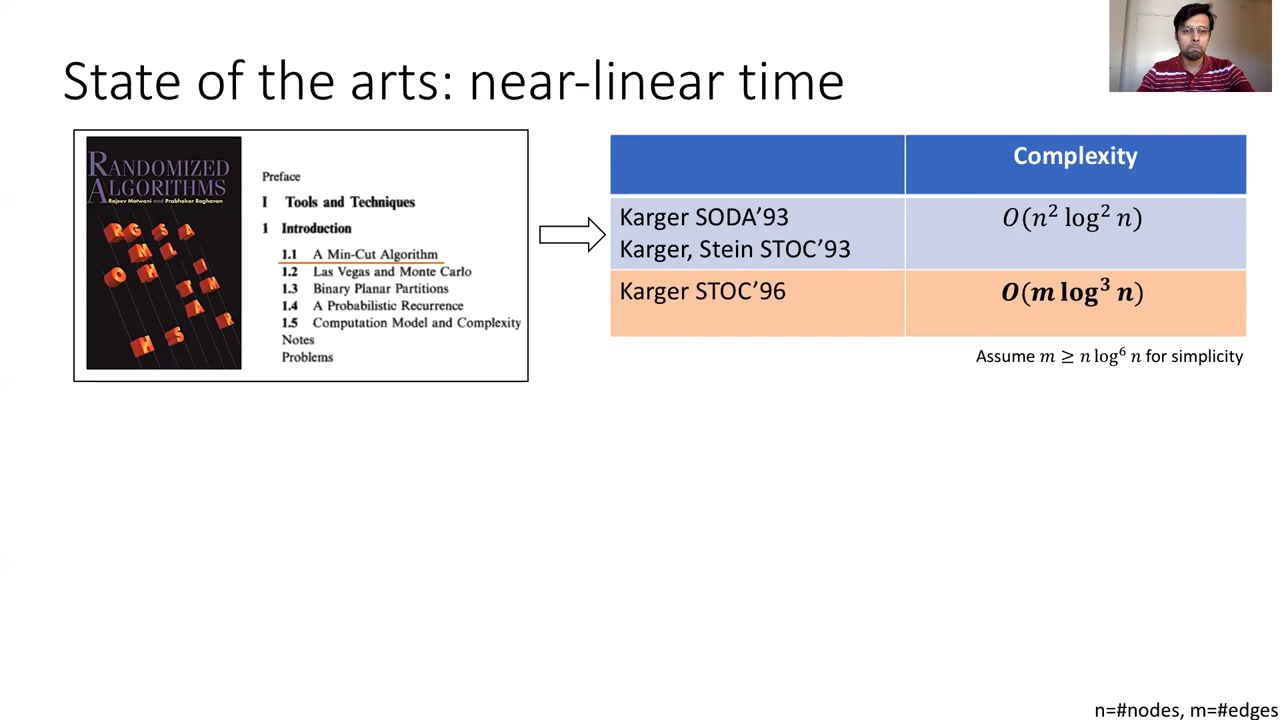 State of the arts: near-linear time
RANDOMIZED
ALGORITHMS
Rajeev Motwani and Prabhakar Raghavan
Preface
I Tools and Techniques
1 Introduction
1.1 A Min-Cut Algorithm
1.2 Las Vegas and Monte Carlo
1.3 Binary Planar Partitions
1.4 A Probabilistic Recurrence
1.5 Computation Model and Complexity
Notes
Problems
Complexity
Karger SODA’93
Karger, Stein STOC’93
O(n² log² n)
Karger STOC’96
O(m log³ n)
Assume m ≥ n log⁶ n for simplicity
n=#nodes, m=#edges